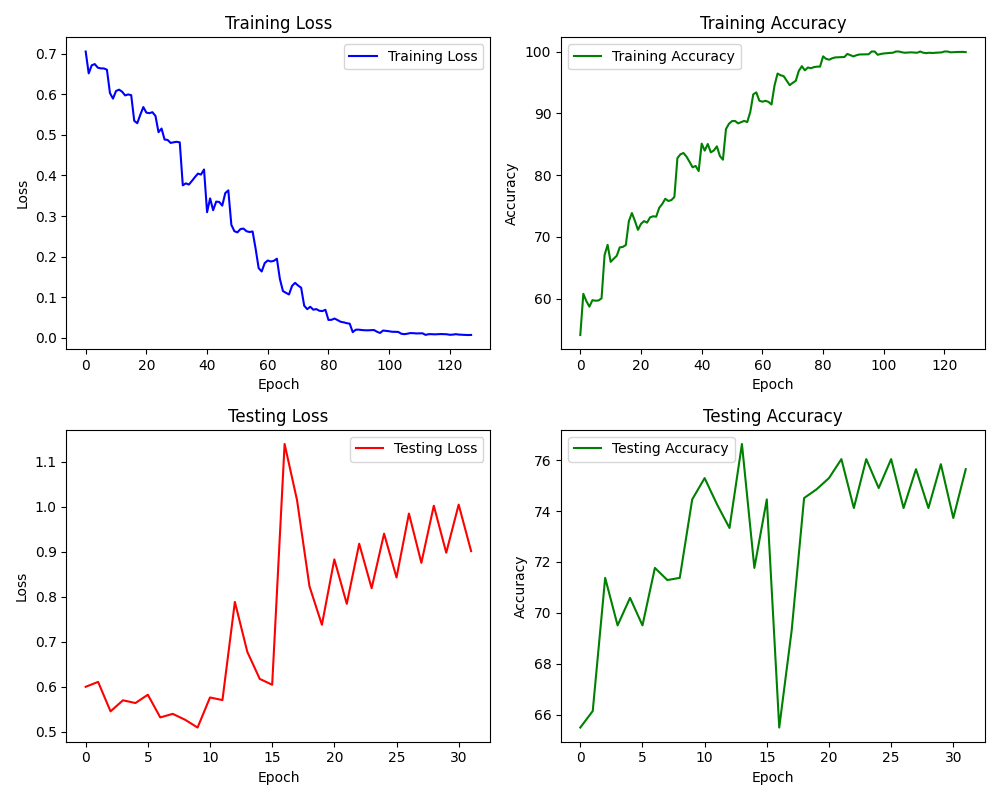 Training Loss
Training Loss
0.7
0.6
0.5
0.4
0.3
0.2
0.1
0.0
Loss
0 20 40 60 80 100 120
Epoch
Training Accuracy
Training Accuracy
100
90
80
70
60
Accuracy
0 20 40 60 80 100 120
Epoch
Testing Loss
Testing Loss
1.1
1.0
0.9
0.8
0.7
0.6
0.5
Loss
0 5 10 15 20 25 30
Epoch
Testing Accuracy
Testing Accuracy
76
74
72
70
68
66
Accuracy
0 5 10 15 20 25 30
Epoch